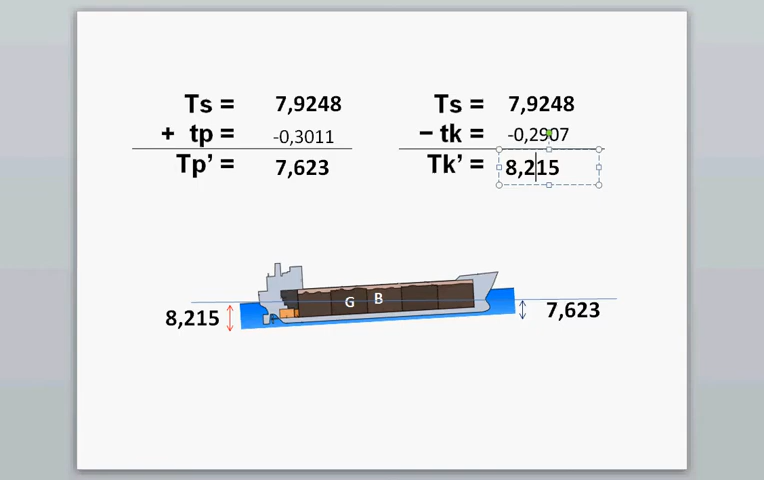 Ts = 7,9248
+ tp = -0,3011
Tp’ = 7,623
Ts = 7,9248
− tk = -0,2907
Tk’ = 8,215
G B
8,215
7,623